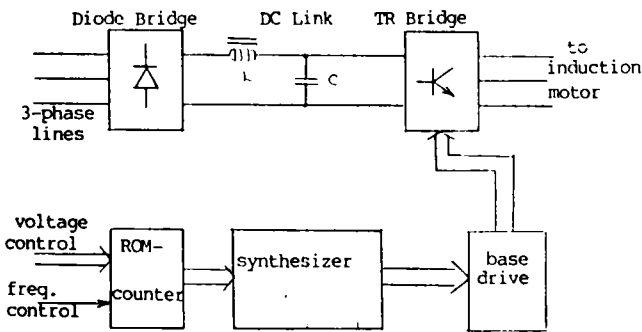 Diode Bridge DC Link TR Bridge
to
induction
motor
L C
3-phase
lines
voltage
control
ROM-
counter
synthesizer
base
drive
freq.
control